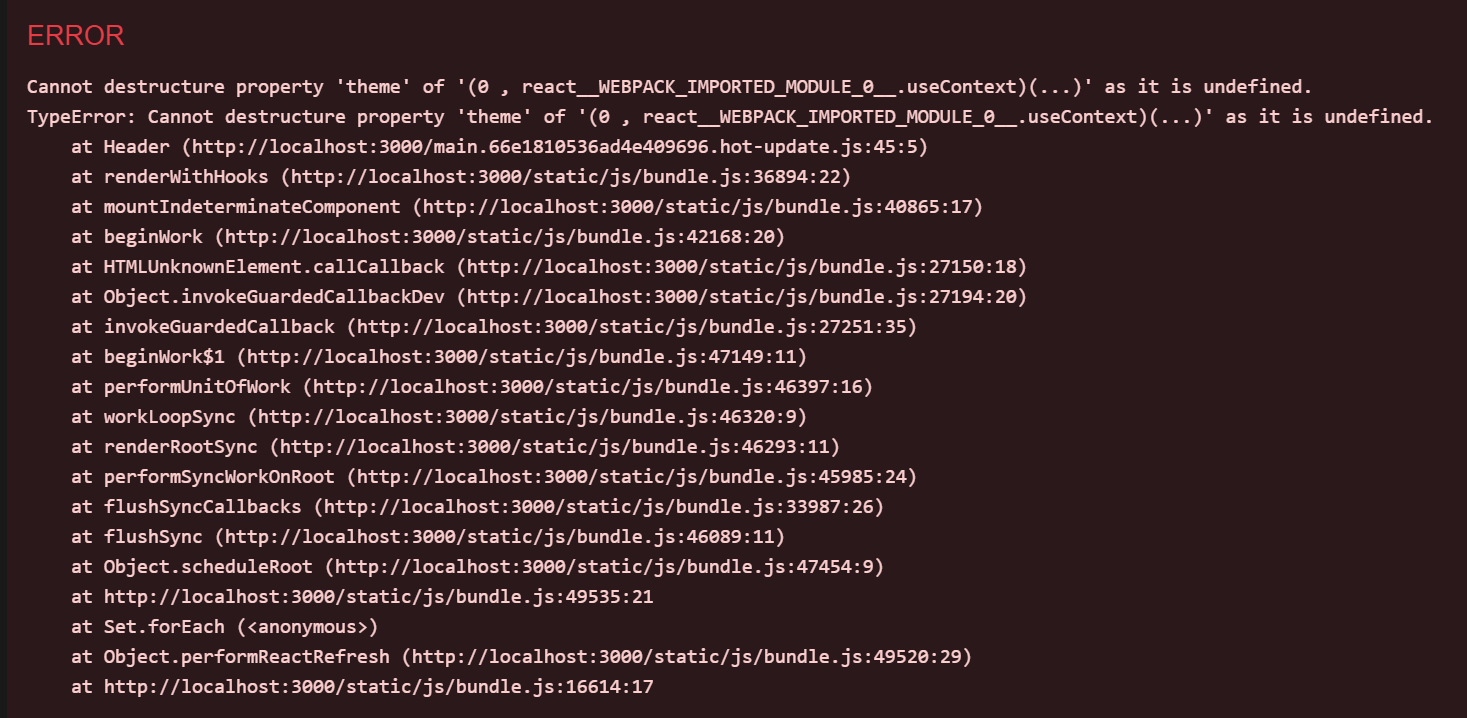 ERROR
Cannot destructure property 'theme' of '(0 , react__WEBPACK_IMPORTED_MODULE_0__.useContext)(...)' as it is undefined.
TypeError: Cannot destructure property 'theme' of '(0 , react__WEBPACK_IMPORTED_MODULE_0__.useContext)(...)' as it is undefined.
    at Header (http://localhost:3000/main.66e1810536ad4e409696.hot-update.js:45:5)
    at renderWithHooks (http://localhost:3000/static/js/bundle.js:36894:22)
    at mountIndeterminateComponent (http://localhost:3000/static/js/bundle.js:40865:17)
    at beginWork (http://localhost:3000/static/js/bundle.js:42168:20)
    at HTMLUnknownElement.callCallback (http://localhost:3000/static/js/bundle.js:27150:18)
    at Object.invokeGuardedCallbackDev (http://localhost:3000/static/js/bundle.js:27194:20)
    at invokeGuardedCallback (http://localhost:3000/static/js/bundle.js:27251:35)
    at beginWork$1 (http://localhost:3000/static/js/bundle.js:47149:11)
    at performUnitOfWork (http://localhost:3000/static/js/bundle.js:46397:16)
    at workLoopSync (http://localhost:3000/static/js/bundle.js:46320:9)
    at renderRootSync (http://localhost:3000/static/js/bundle.js:46293:11)
    at performSyncWorkOnRoot (http://localhost:3000/static/js/bundle.js:45985:24)
    at flushSyncCallbacks (http://localhost:3000/static/js/bundle.js:33987:26)
    at flushSync (http://localhost:3000/static/js/bundle.js:46089:11)
    at Object.scheduleRoot (http://localhost:3000/static/js/bundle.js:47454:9)
    at http://localhost:3000/static/js/bundle.js:49535:21
    at Set.forEach (<anonymous>)
    at Object.performReactRefresh (http://localhost:3000/static/js/bundle.js:49520:29)
    at http://localhost:3000/static/js/bundle.js:16614:17